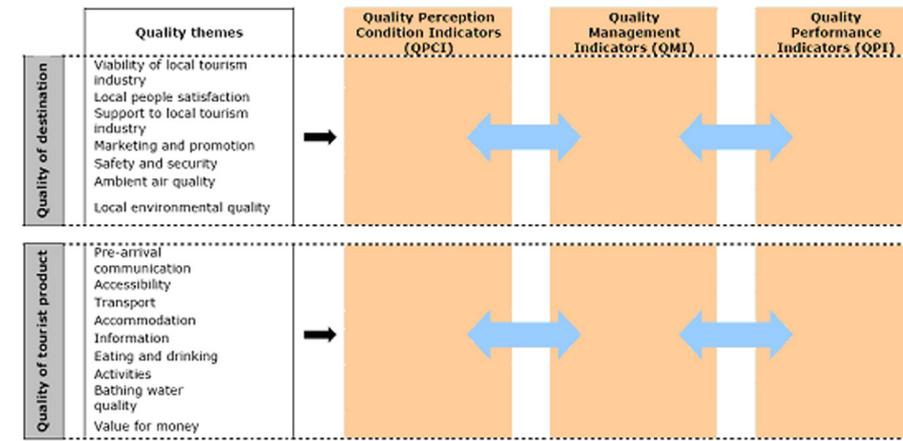 Quality themes
Quality Perception
Condition Indicators
(QPCI)
Quality
Management
Indicators (QMI)
Quality
Performance
Indicators (QPI)
Quality of destination
Viability of local tourism
industry
Local people satisfaction
Support to local tourism
industry
Marketing and promotion
Safety and security
Ambient air quality
Local environmental quality
Quality of tourist product
Pre-arrival
communication
Accessibility
Transport
Accommodation
Information
Eating and drinking
Activities
Bathing water
quality
Value for money